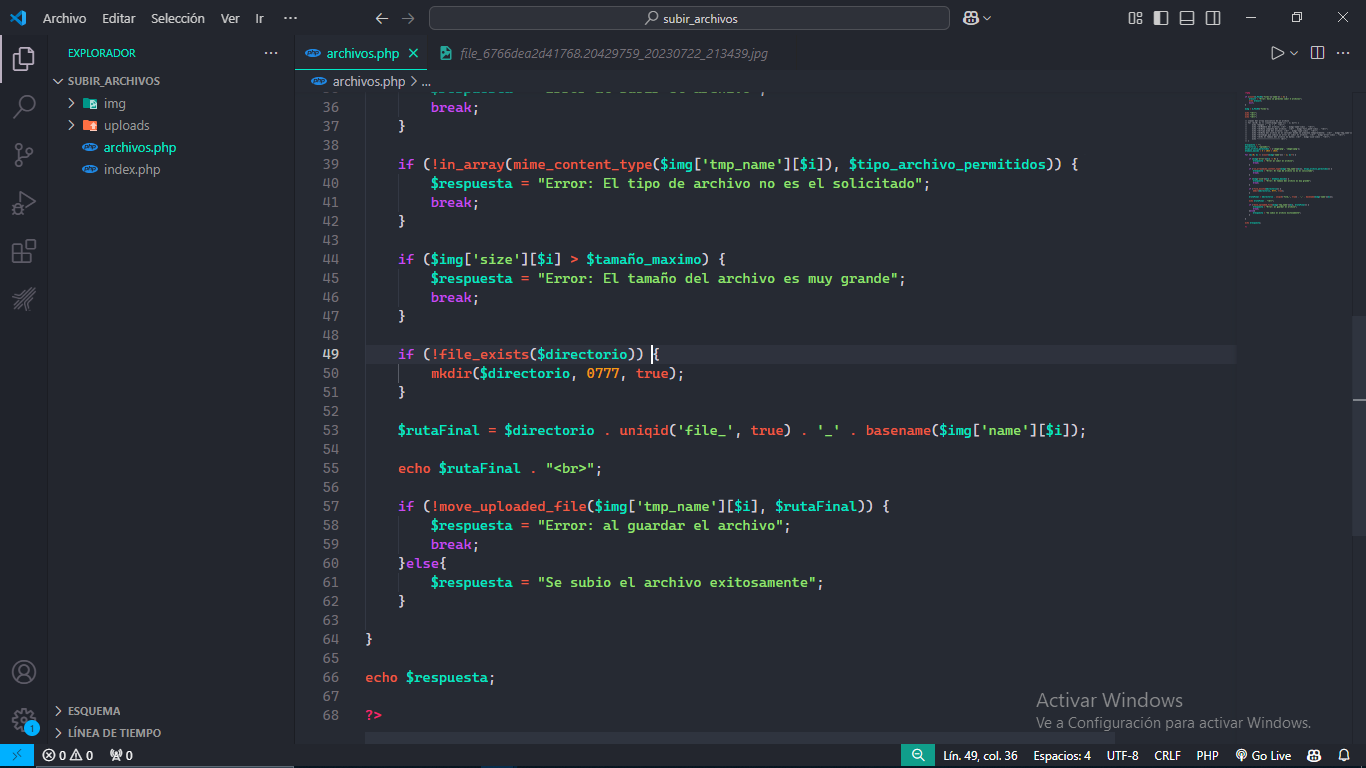 Archivo Editar Selección Ver Ir ···
subir_archivos
EXPLORADOR
SUBIR_ARCHIVOS
img
uploads
archivos.php
index.php
ESQUEMA
LÍNEA DE TIEMPO
archivos.php
file_6766dea2d41768.20429759_20230722_213439.jpg
archivos.php > ...
36 break;
37 }
38
39 if (!in_array(mime_content_type($img['tmp_name'][$i]), $tipo_archivo_permitidos)) {
40 $respuesta = "Error: El tipo de archivo no es el solicitado";
41 break;
42 }
43
44 if ($img['size'][$i] > $tamaño_maximo) {
45 $respuesta = "Error: El tamaño del archivo es muy grande";
46 break;
47 }
48
49 if (!file_exists($directorio)) {
50 mkdir($directorio, 0777, true);
51 }
52
53 $rutaFinal = $directorio . uniqid('file_', true) . '_' . basename($img['name'][$i]);
54
55 echo $rutaFinal . "<br>";
56
57 if (!move_uploaded_file($img['tmp_name'][$i], $rutaFinal)) {
58 $respuesta = "Error: al guardar el archivo";
59 break;
60 }else{
61 $respuesta = "Se subio el archivo exitosamente";
62 }
63
64 }
65
66 echo $respuesta;
67
68 ?>
Activar Windows
Ve a Configuración para activar Windows.
1
0 0 0
Lín. 49, col. 36 Espacios: 4 UTF-8 CRLF PHP Go Live